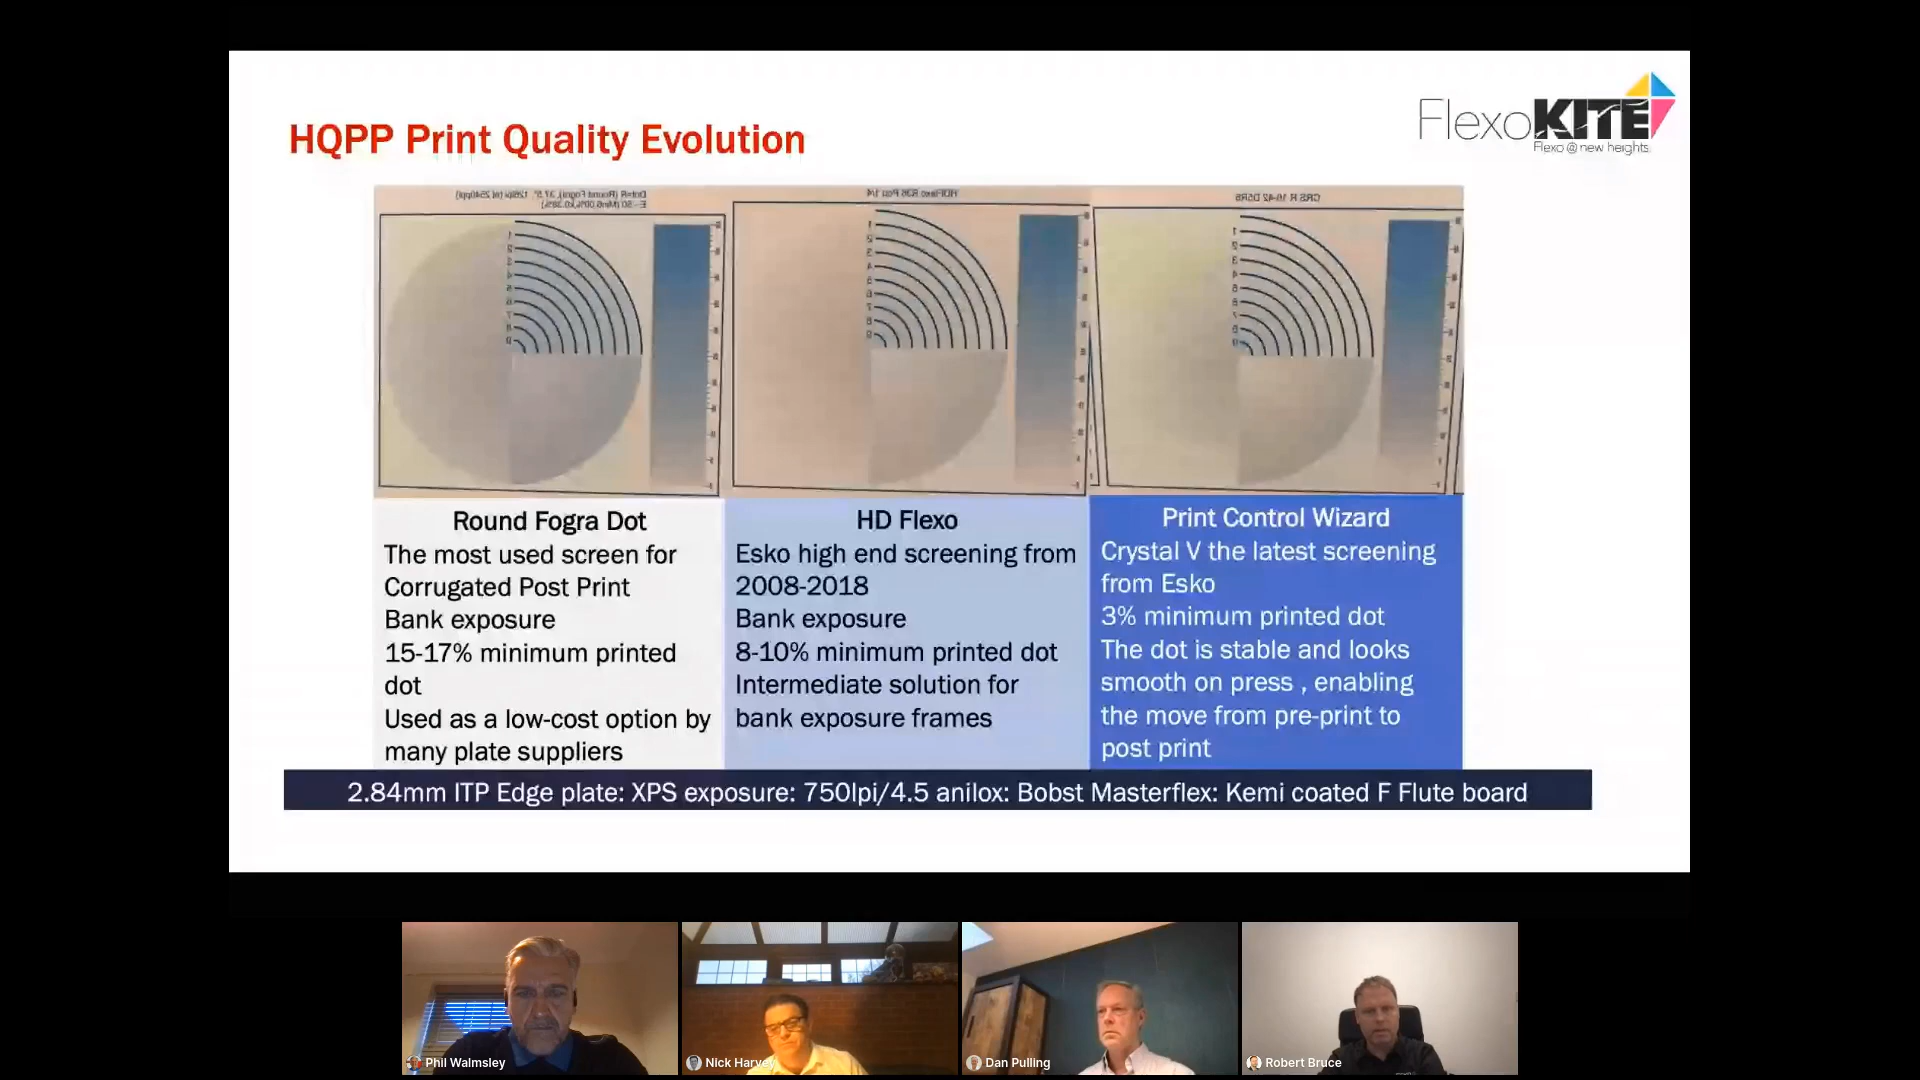 FlexoKITE
Flexo @ new heights
HQPP Print Quality Evolution
Round Fogra Dot
The most used screen for
Corrugated Post Print
Bank exposure
15-17% minimum printed
dot
Used as a low-cost option by
many plate suppliers
HD Flexo
Esko high end screening from
2008-2018
Bank exposure
8-10% minimum printed dot
Intermediate solution for
bank exposure frames
Print Control Wizard
Crystal V the latest screening
from Esko
3% minimum printed dot
The dot is stable and looks
smooth on press , enabling
the move from pre-print to
post print
2.84mm ITP Edge plate: XPS exposure: 750lpi/4.5 anilox: Bobst Masterflex: Kemi coated F Flute board
Phil Walmsley
Nick Harvey
Dan Pulling
Robert Bruce